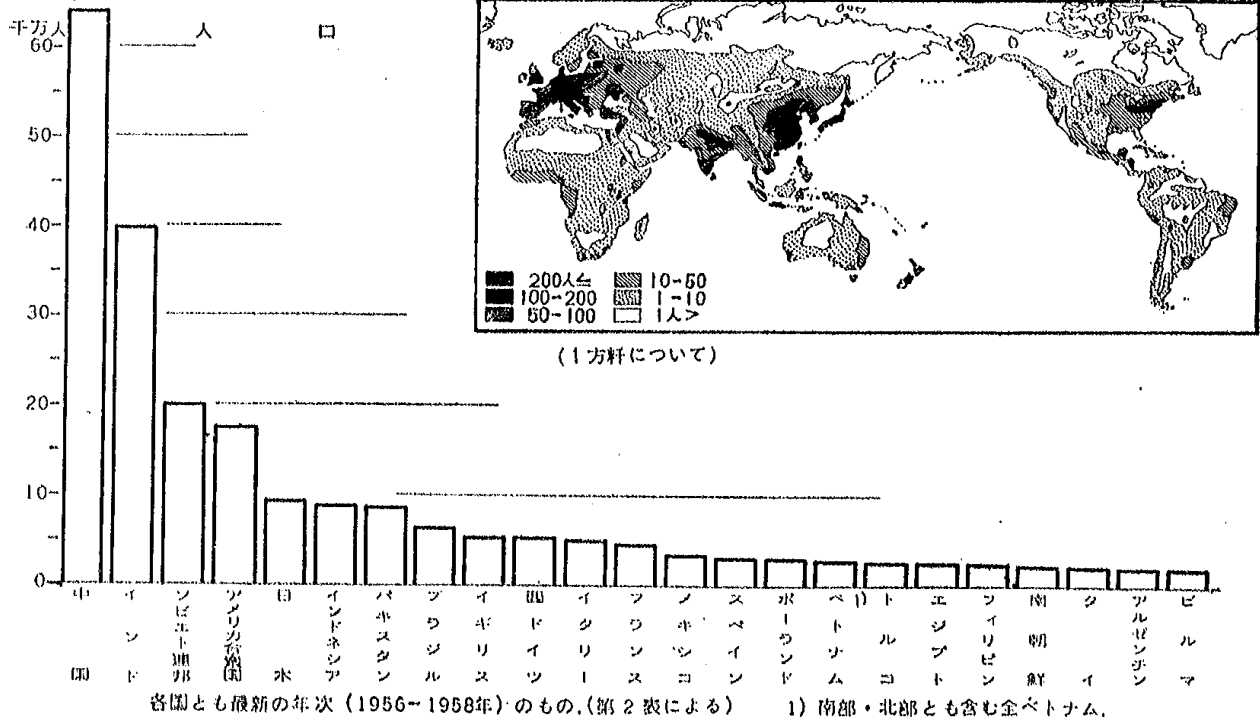 千万人
人口
60
50
40
30
20
10
0
200人≦
100-200
50-100
10-50
1-10
1人>
(1方粁について)
中国
インド
ソビエト連邦
アメリカ合衆国
日本
インドネシア
パキスタン
ブラジル
イギリス
西ドイツ
イタリー
フランス
メキシコ
スペイン
ポーランド
ベトナム 1)
トルコ
エジプト
フィリピン
南朝鮮
タイ
アルゼンチン
ビルマ
各国とも最新の年次 (1956~1958年) のもの.(第2表による)
1) 南部・北部とも含む全ベトナム.